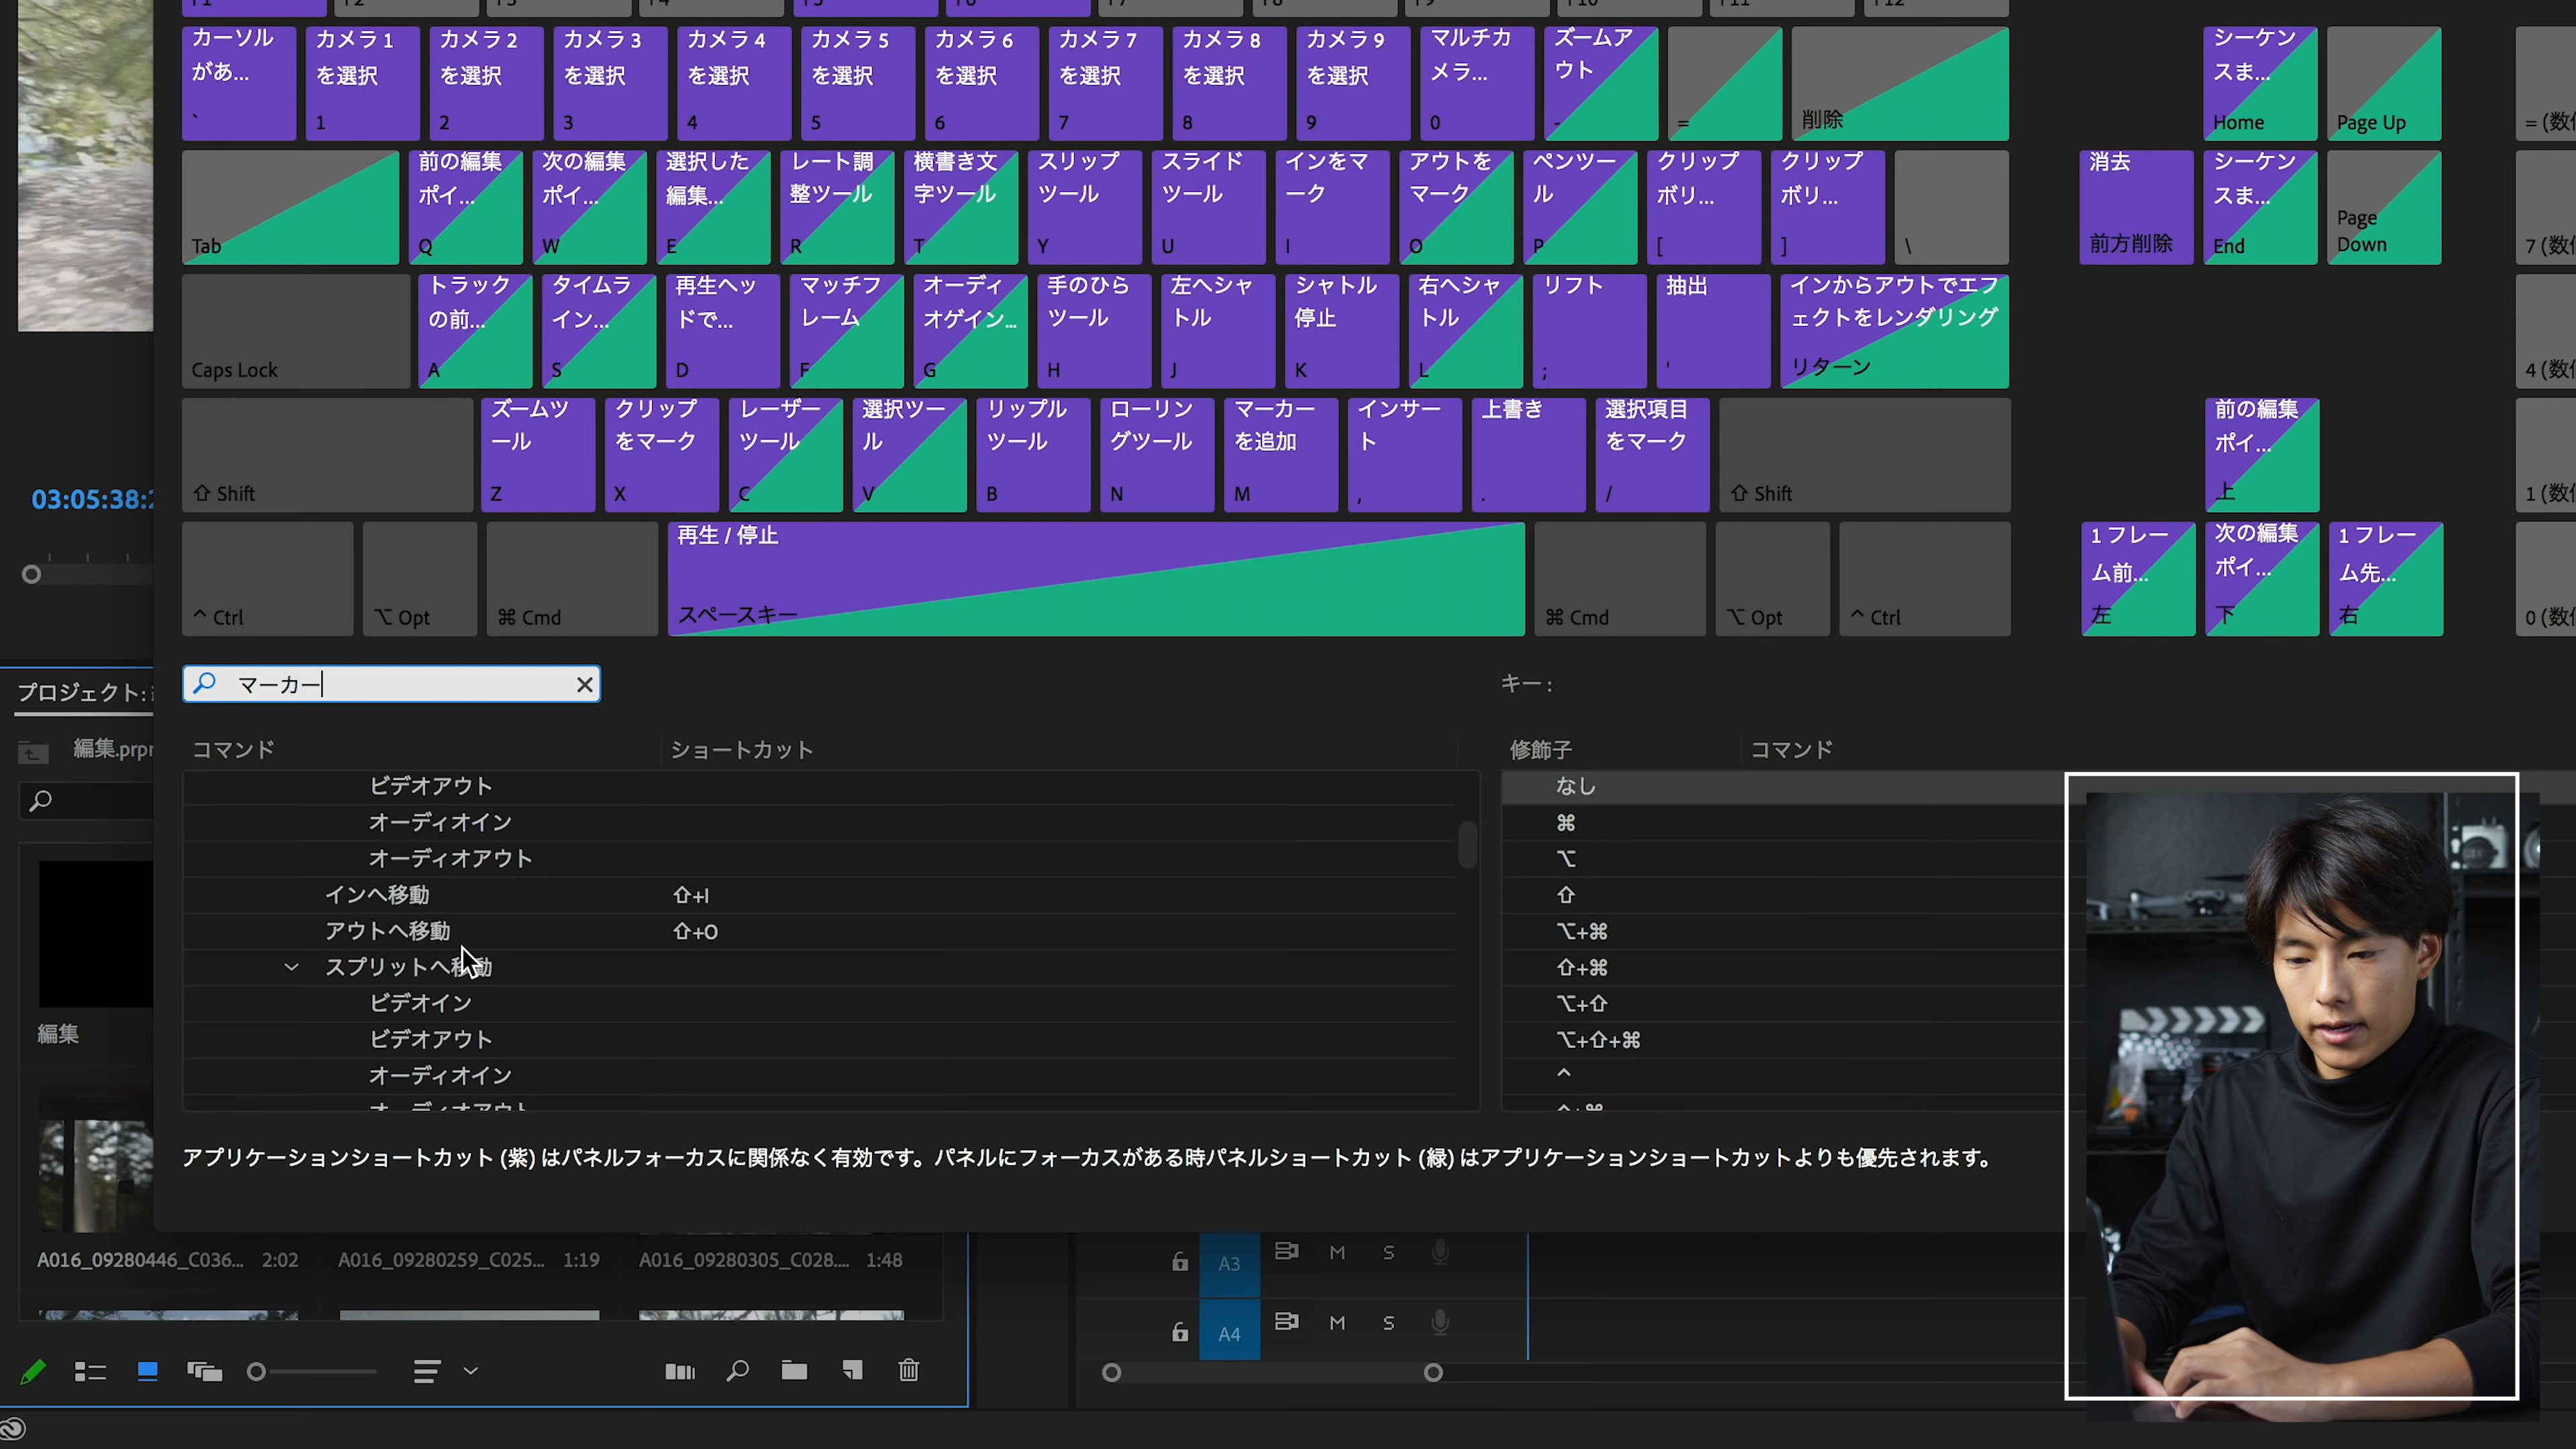 カーソルがあ...
`
カメラ 1 を選択
1
カメラ 2 を選択
2
カメラ 3 を選択
3
カメラ 4 を選択
4
カメラ 5 を選択
5
カメラ 6 を選択
6
カメラ 7 を選択
7
カメラ 8 を選択
8
カメラ 9 を選択
9
マルチカメラ...
0
ズームアウト
-
=
削除
シーケンスま...
Home
Page Up
Tab
前の編集ポイ...
Q
次の編集ポイ...
W
選択した編集...
E
レート調整ツール
R
横書き文字ツール
T
スリップツール
Y
スライドツール
U
インをマーク
I
アウトをマーク
O
ペンツール
P
クリップボリ...
[
クリップボリ...
]
\
消去
前方削除
シーケンスま...
End
Page Down
Caps Lock
トラックの前...
A
タイムライン...
S
再生ヘッドで...
D
マッチフレーム
F
オーディオゲイン...
G
手のひらツール
H
左へシャトル
J
シャトル停止
K
右へシャトル
L
リフト
;
抽出
'
インからアウトでエフェクトをレンダリング
リターン
⇧ Shift
ズームツール
Z
クリップをマーク
X
レーザーツール
C
選択ツール
V
リップルツール
B
ローリングツール
N
マーカーを追加
M
インサート
,
上書き
.
選択項目をマーク
/
⇧ Shift
前の編集ポイ...
上
^ Ctrl
⌥ Opt
⌘ Cmd
再生 / 停止
スペースキー
⌘ Cmd
⌥ Opt
^ Ctrl
1 フレーム前...
左
次の編集ポイ...
下
1 フレーム先...
右
03:05:38:
マーカー
キー :
コマンド ショートカット
修飾子 コマンド
ビデオアウト
オーディオイン
オーディオアウト
インへ移動 ⇧+I
アウトへ移動 ⇧+O
スプリットへ移動
ビデオイン
ビデオアウト
オーディオイン
オーディオアウト
なし
⌘
⌥
⇧
⌥+⌘
⇧+⌘
⌥+⇧
⌥+⇧+⌘
^
^+⌘
アプリケーションショートカット (紫) はパネルフォーカスに関係なく有効です。パネルにフォーカスがある時パネルショートカット (緑) はアプリケーションショートカットよりも優先されます。
プロジェクト:
編集.prpr
編集
A016_09280446_C036... 2:02
A016_09280259_C025... 1:19
A016_09280305_C028.... 1:48
A3 M S
A4 M S